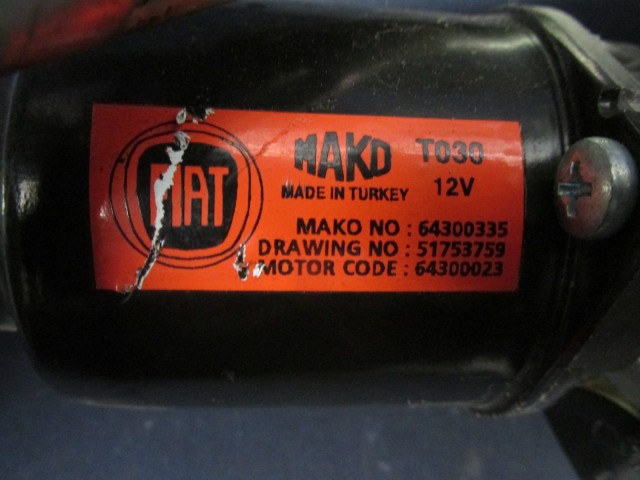 FIAT
MAKO T030
MADE IN TURKEY 12V
MAKO NO : 64300335
DRAWING NO : 51753759
MOTOR CODE : 64300023